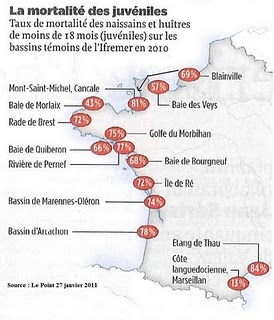 La mortalité des juvéniles
Taux de mortalité des naissains et huîtres
de moins de 18 mois (juvéniles) sur les
bassins témoins de l'Ifremer en 2010
69%
Blainville
Mont-Saint-Michel, Cancale
57%
Baie de Morlaix
43%
81%
Baie des Veys
Rade de Brest
72%
75%
Golfe du Morbihan
Baie de Quiberon
66%
77%
Rivière de Pernef
68%
Baie de Bourgneuf
72%
Île de Ré
Bassin de Marennes-Oléron
74%
Bassin d'Arcachon
78%
Etang de Thau
84%
Côte
languedocienne,
Marseillan
13%
Source : Le Point 27 janvier 2011